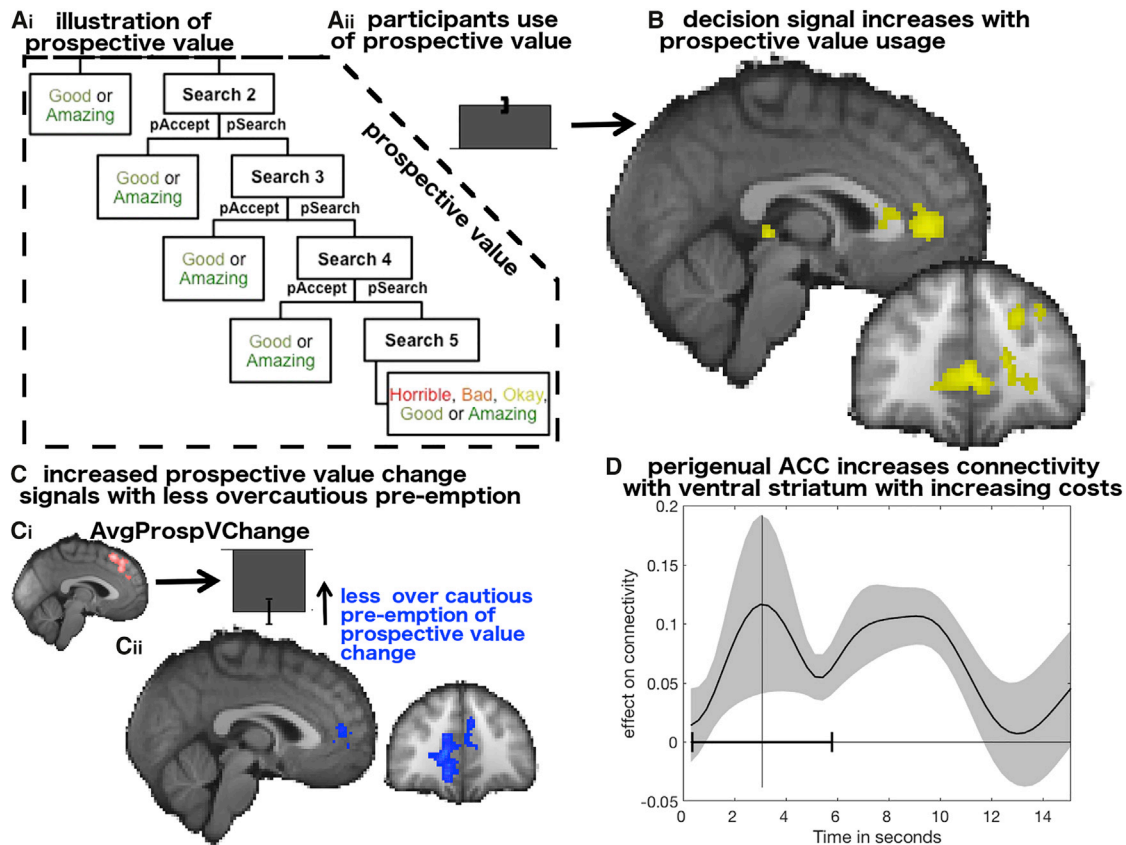 Ai illustration of
prospective value
Aii participants use
of prospective value
B decision signal increases with
prospective value usage
Good or
Amazing
Search 2
pAccept pSearch
Good or
Amazing
Search 3
pAccept pSearch
Good or
Amazing
Search 4
pAccept pSearch
Good or
Amazing
Search 5
Horrible, Bad, Okay,
Good or Amazing
prospective value
C increased prospective value change
signals with less overcautious pre-emption
Ci AvgProspVChange
less over cautious
pre-emption of
prospective value
change
Cii
D perigenual ACC increases connectivity
with ventral striatum with increasing costs
effect on connectivity
0.2
0.15
0.1
0.05
0
-0.05
0 2 4 6 8 10 12 14
Time in seconds